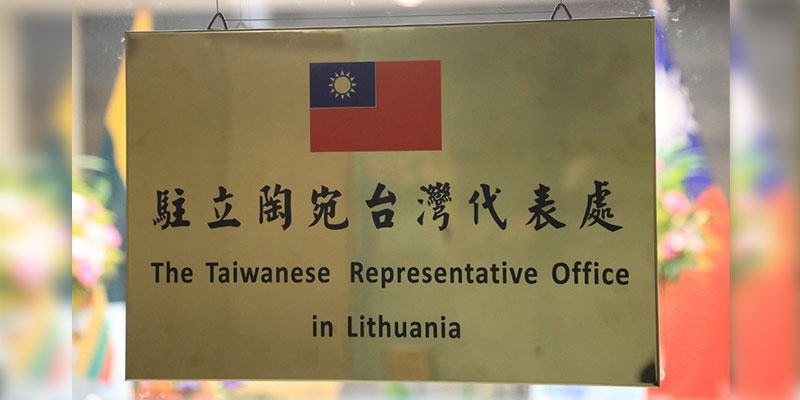 駐立陶宛台灣代表處
The Taiwanese Representative Office
in Lithuania